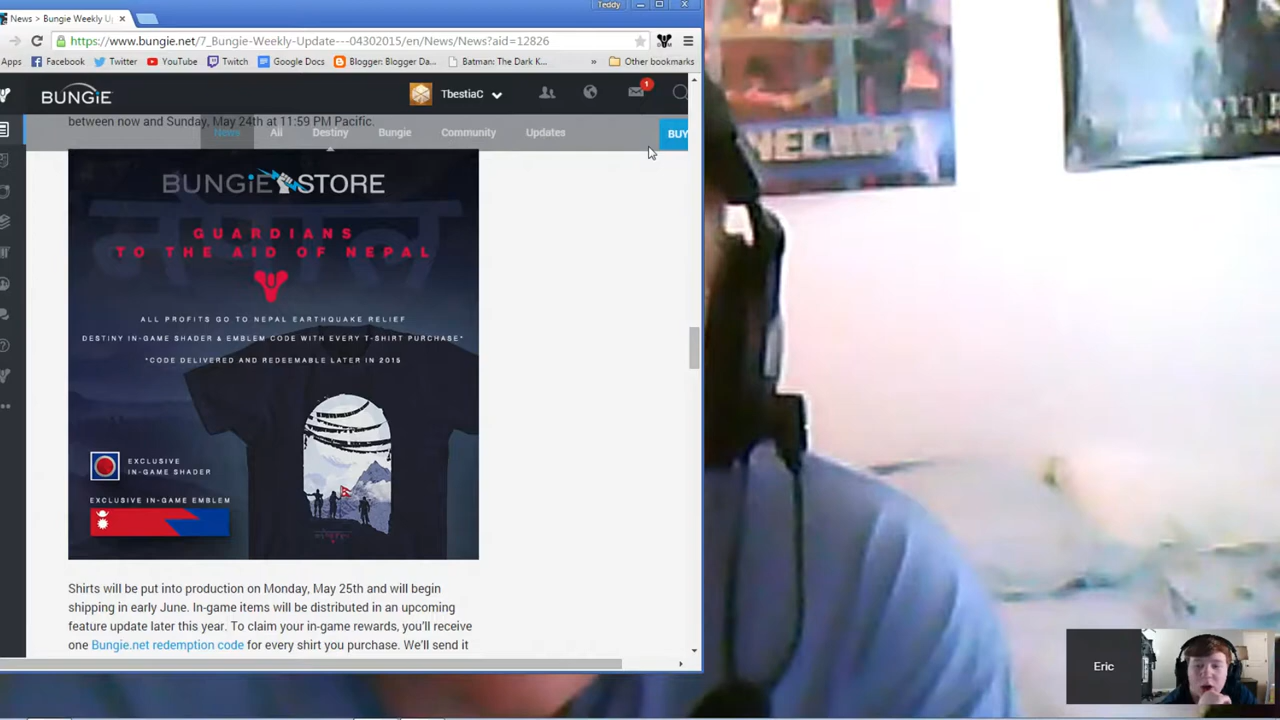 Teddy
News > Bungie Weekly U
https://www.bungie.net/7_Bungie-Weekly-Update---04302015/en/News/News?aid=12826
Apps Facebook Twitter YouTube Twitch Google Docs Blogger: Blogger Da... Batman: The Dark K... » Other bookmarks
BUNGiE TbestiaC 1
between now and Sunday, May 24th at 11:59 PM Pacific.
News All Destiny Bungie Community Updates BUY
BUNGiE STORE
नेपाल
GUARDIANS
TO THE AID OF NEPAL
ALL PROFITS GO TO NEPAL EARTHQUAKE RELIEF
DESTINY IN-GAME SHADER & EMBLEM CODE WITH EVERY T-SHIRT PURCHASE*
*CODE DELIVERED AND REDEEMABLE LATER IN 2015
EXCLUSIVE
IN-GAME SHADER
EXCLUSIVE IN-GAME EMBLEM
Shirts will be put into production on Monday, May 25th and will begin
shipping in early June. In-game items will be distributed in an upcoming
feature update later this year. To claim your in-game rewards, you'll receive
one Bungie.net redemption code for every shirt you purchase. We'll send it
NECRAFT
Eric